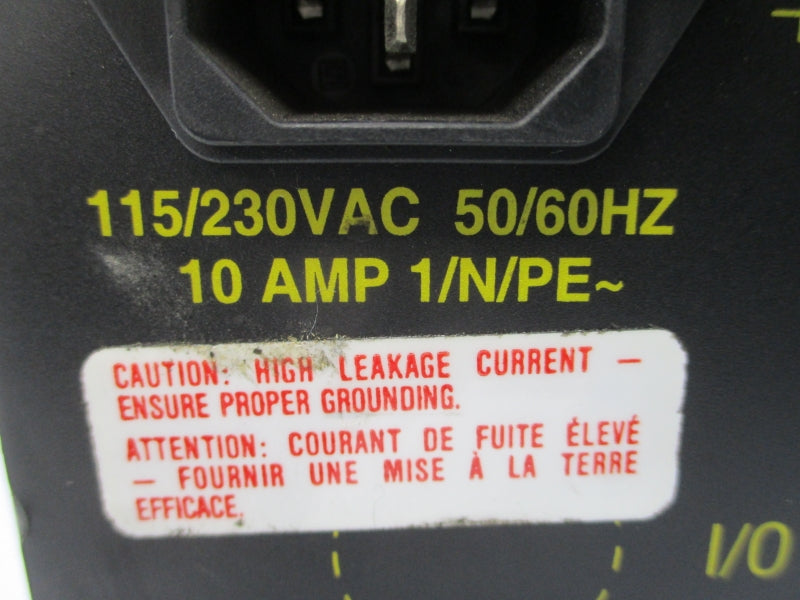 115/230VAC 50/60HZ
10 AMP 1/N/PE~
CAUTION: HIGH LEAKAGE CURRENT –
ENSURE PROPER GROUNDING.
ATTENTION: COURANT DE FUITE ÉLEVÉ
– FOURNIR UNE MISE À LA TERRE
EFFICACE.
I/O